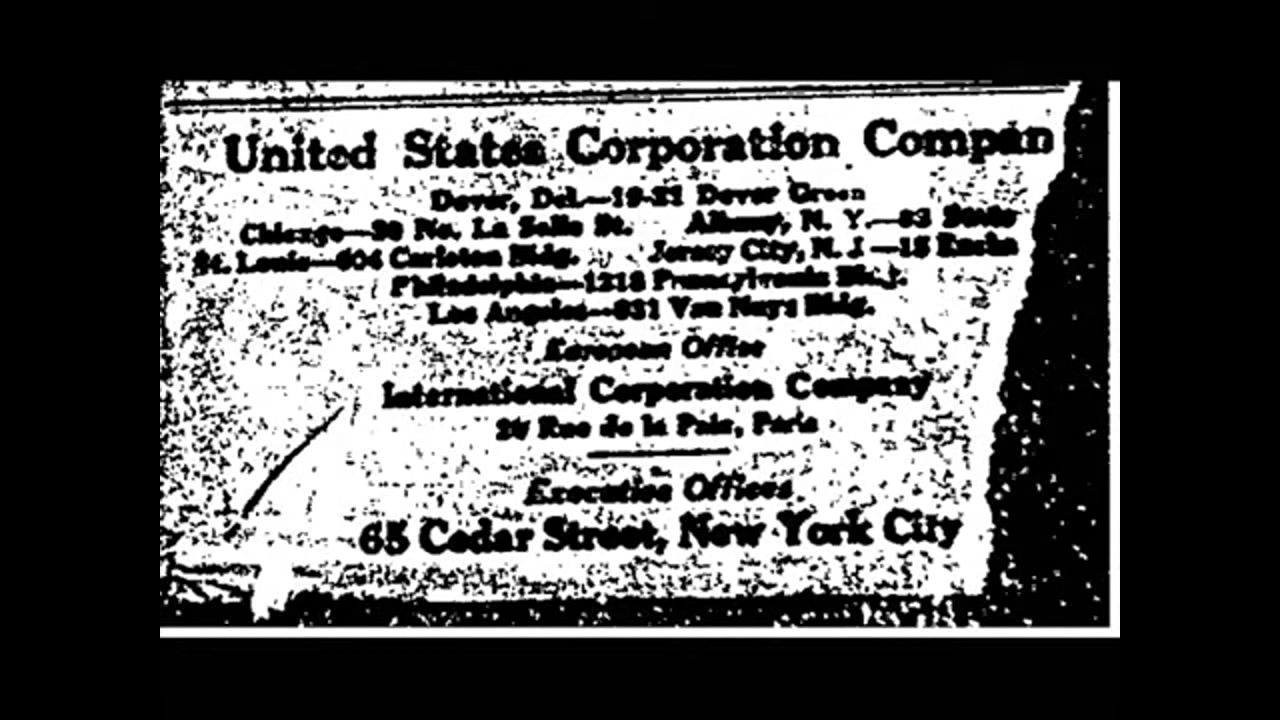 United States Corporation Compan
Dover, Del.—19-21 Dover Green
Chicago—38 No. La Salle St. Albany, N. Y.—
St. Louis—604 Carleton Bldg. Jersey City, N. J.—15
Philadelphia—1218 Pennsylvania Bldg.
Los Angeles—831 Van Nuys Bldg.
European Office
International Corporation Company
Rue de la Paix, Paris
Executive Offices
65 Cedar Street, New York City